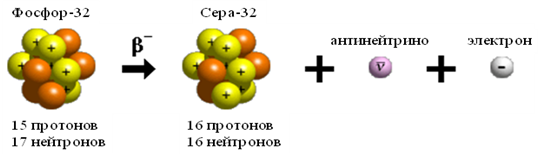 Фосфор-32
Сера-32
антинейтрино
электрон
β⁻
+ + + +
+ + + +
+
+
ν̃
-
15 протонов
17 нейтронов
16 протонов
16 нейтронов